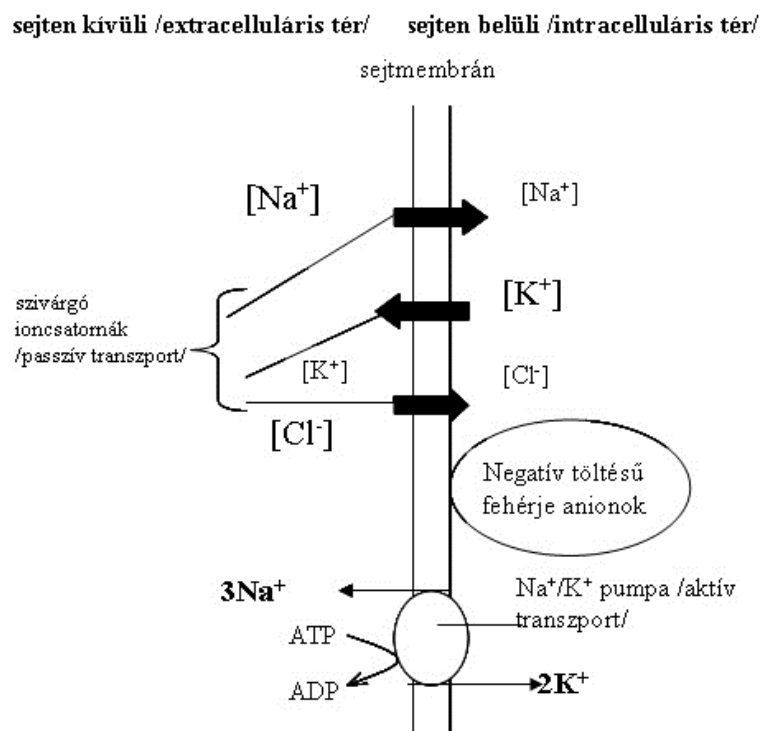 sejten kívüli /extracelluláris tér/
sejten belüli /intracelluláris tér/
sejtmembrán
[Na⁺]
[Na⁺]
[K⁺]
szivárgó
ioncsatornák
/passzív transzport/
[K⁺]
[Cl⁻]
[Cl⁻]
Negatív töltésű
fehérje anionok
3Na⁺
Na⁺/K⁺ pumpa /aktív
transzport/
ATP
ADP
2K⁺